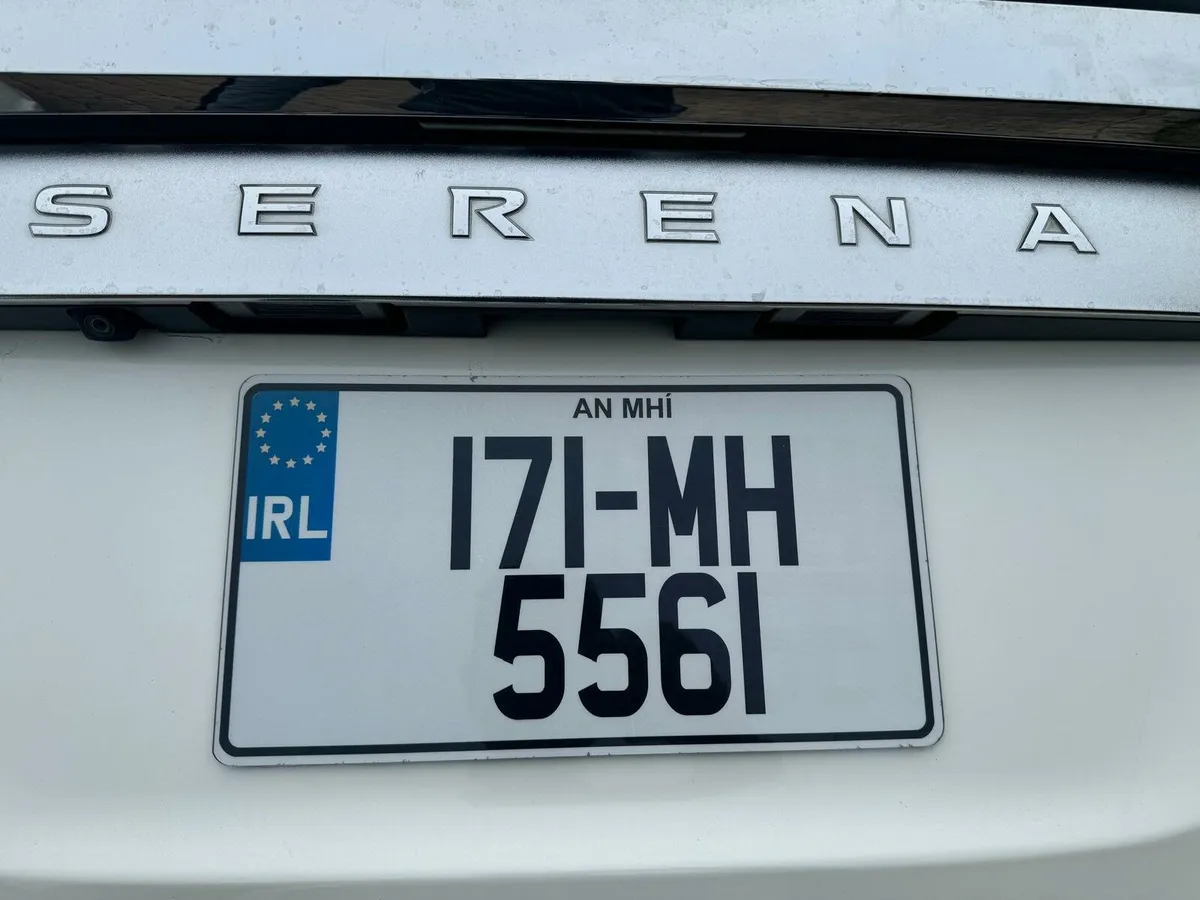 SERENA
AN MHÍ
IRL
171-MH
5561